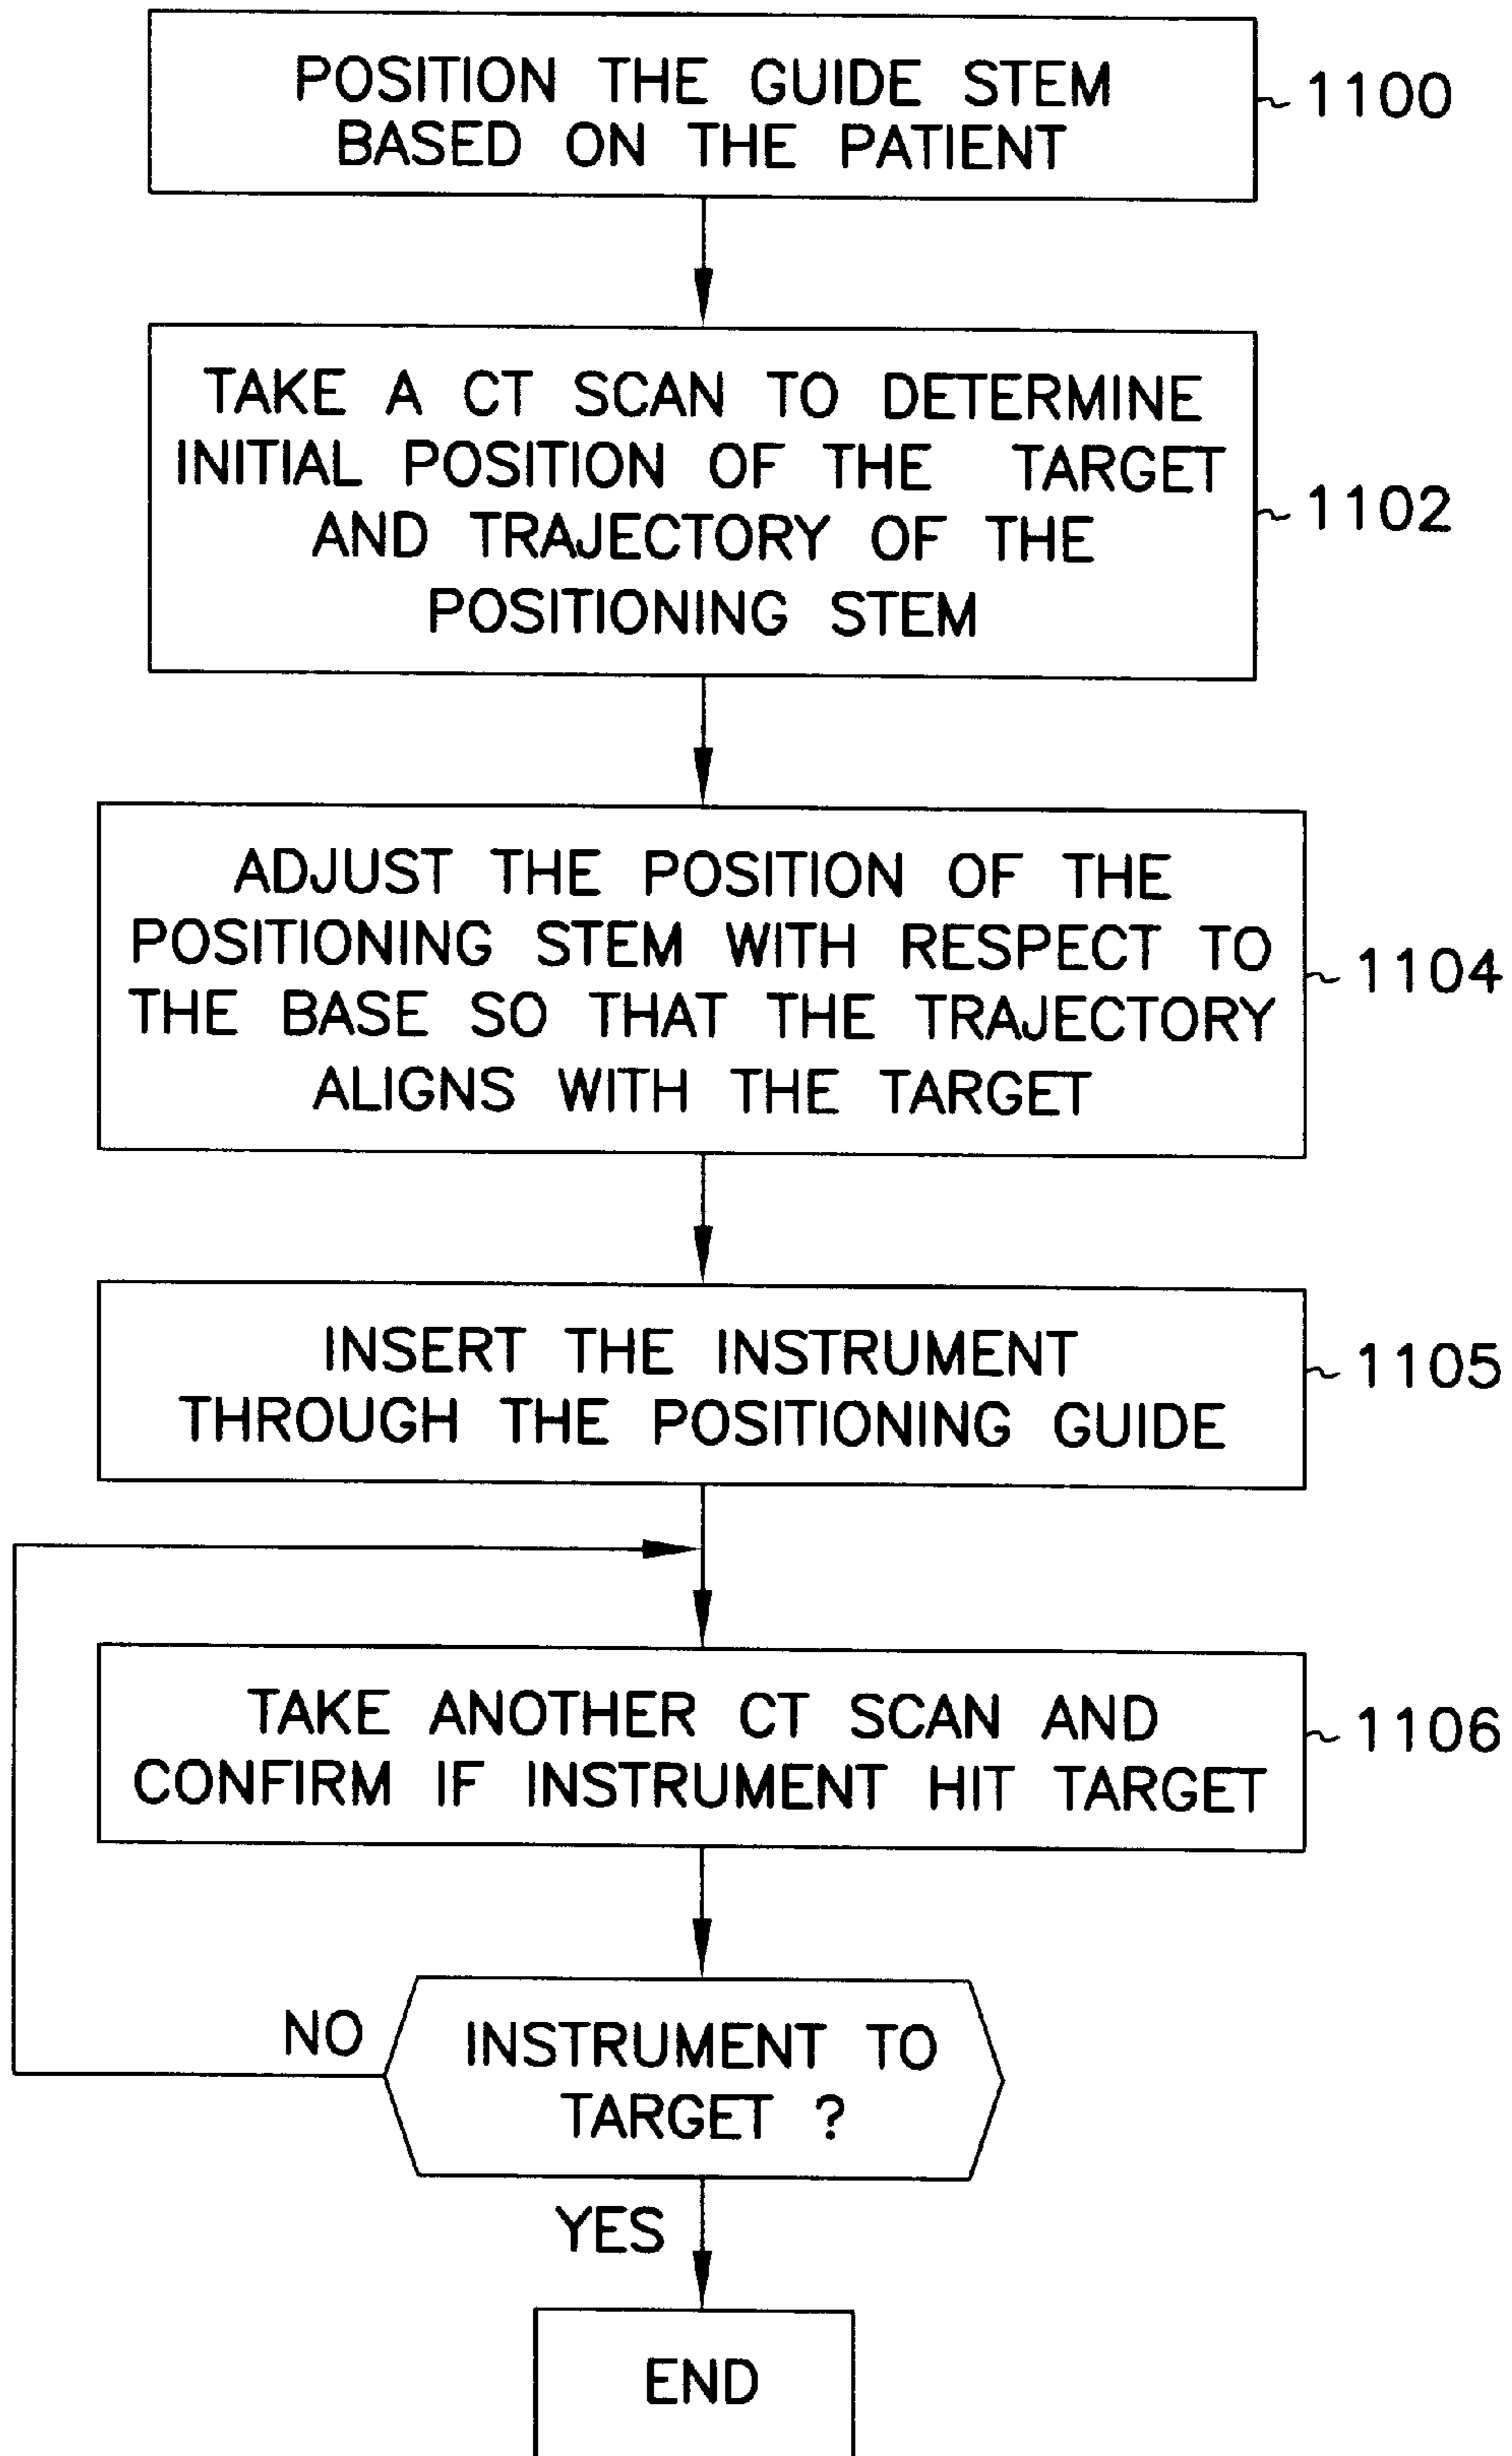 POSITION THE GUIDE STEM
BASED ON THE PATIENT
1100
TAKE A CT SCAN TO DETERMINE
INITIAL POSITION OF THE TARGET
AND TRAJECTORY OF THE
POSITIONING STEM
1102
ADJUST THE POSITION OF THE
POSITIONING STEM WITH RESPECT TO
THE BASE SO THAT THE TRAJECTORY
ALIGNS WITH THE TARGET
1104
INSERT THE INSTRUMENT
THROUGH THE POSITIONING GUIDE
1105
TAKE ANOTHER CT SCAN AND
CONFIRM IF INSTRUMENT HIT TARGET
1106
NO
INSTRUMENT TO
TARGET ?
YES
END